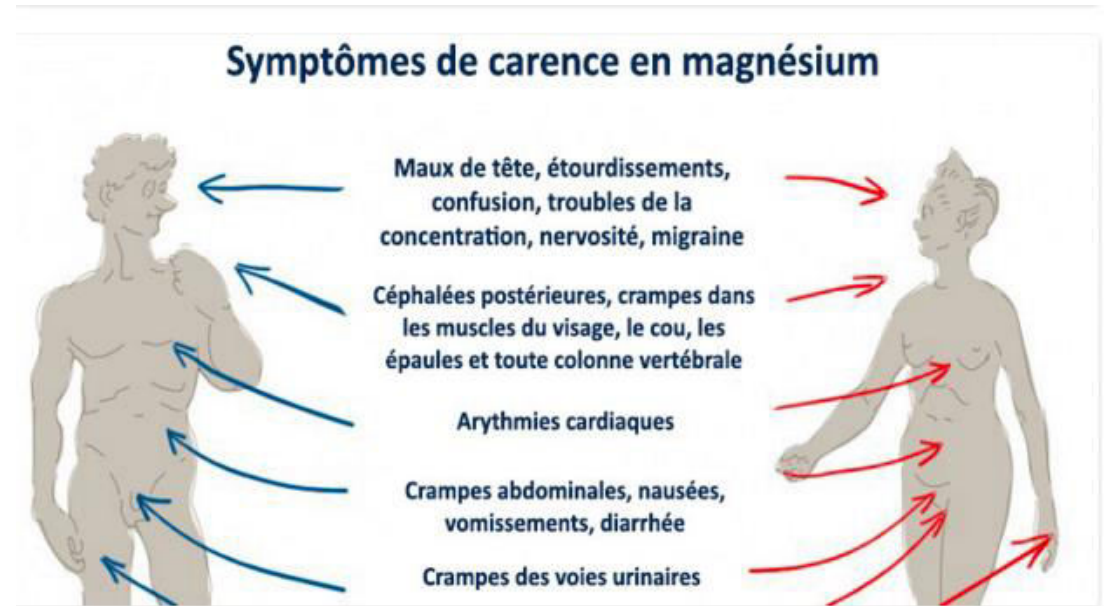 Symptômes de carence en magnésium
Maux de tête, étourdissements,
confusion, troubles de la
concentration, nervosité, migraine
Céphalées postérieures, crampes dans
les muscles du visage, le cou, les
épaules et toute colonne vertébrale
Arythmies cardiaques
Crampes abdominales, nausées,
vomissements, diarrhée
Crampes des voies urinaires